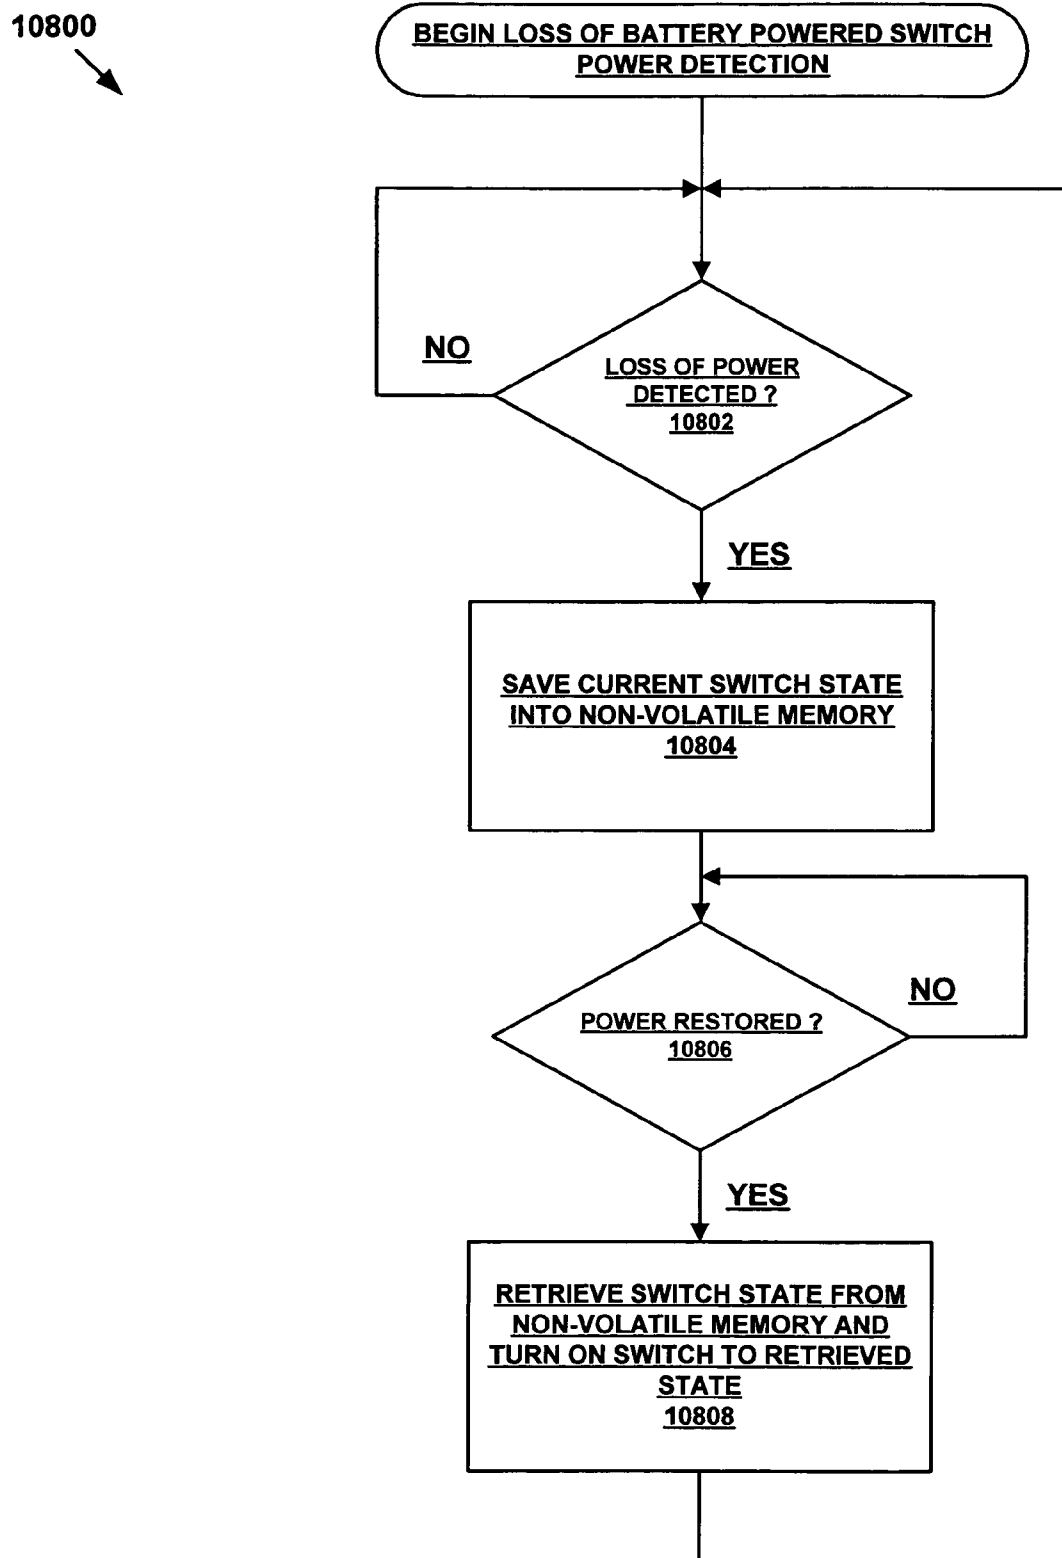 10800
BEGIN LOSS OF BATTERY POWERED SWITCH
POWER DETECTION
NO
LOSS OF POWER
DETECTED ?
10802
YES
SAVE CURRENT SWITCH STATE
INTO NON-VOLATILE MEMORY
10804
NO
POWER RESTORED ?
10806
YES
RETRIEVE SWITCH STATE FROM
NON-VOLATILE MEMORY AND
TURN ON SWITCH TO RETRIEVED
STATE
10808